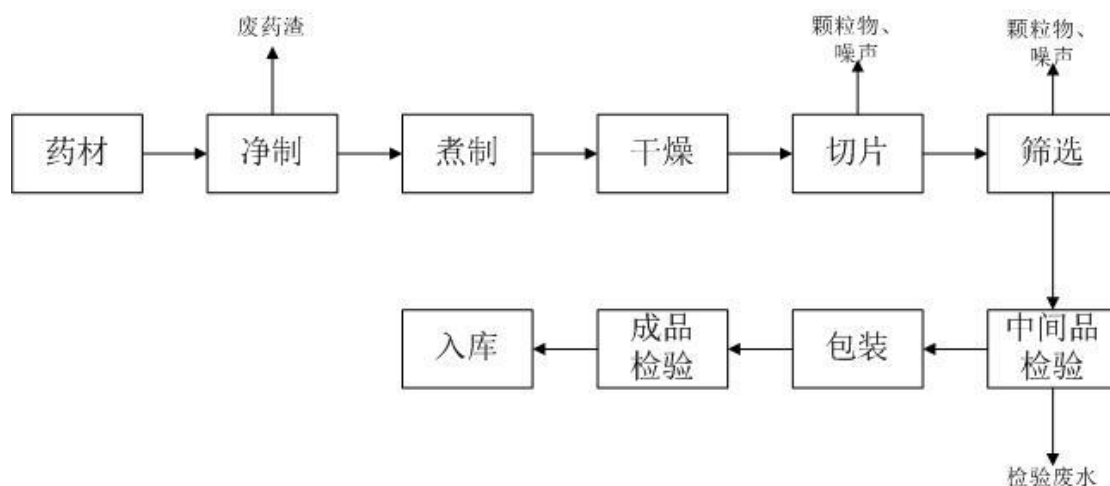 废药渣
颗粒物、
噪声
颗粒物、
噪声
药材
净制
煮制
干燥
切片
筛选
入库
成品
检验
包装
中间品
检验
检验废水